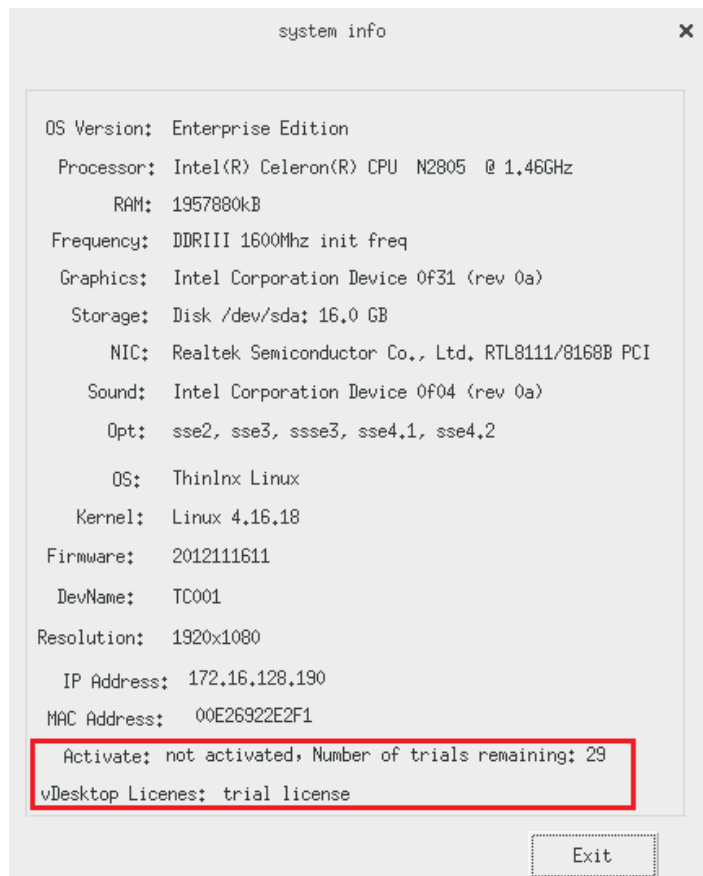 system info
OS Version: Enterprise Edition
Processor: Intel(R) Celeron(R) CPU N2805 @ 1.46GHz
RAM: 1957880kB
Frequency: DDRIII 1600Mhz init freq
Graphics: Intel Corporation Device 0f31 (rev 0a)
Storage: Disk /dev/sda: 16.0 GB
NIC: Realtek Semiconductor Co., Ltd. RTL8111/8168B PCI
Sound: Intel Corporation Device 0f04 (rev 0a)
Opt: sse2, sse3, ssse3, sse4.1, sse4.2
OS: Thinlnx Linux
Kernel: Linux 4.16.18
Firmware: 2012111611
DevName: TC001
Resolution: 1920x1080
IP Address: 172.16.128.190
MAC Address: 00E26922E2F1
Activate: not activated, Number of trials remaining: 29
vDesktop Licenes: trial license
Exit